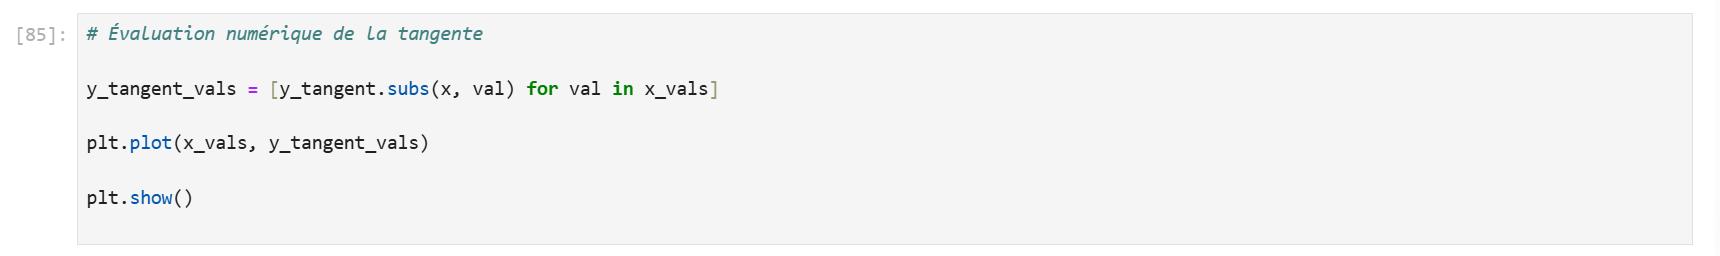 [85]: # Évaluation numérique de la tangente
y_tangent_vals = [y_tangent.subs(x, val) for val in x_vals]
plt.plot(x_vals, y_tangent_vals)
plt.show()